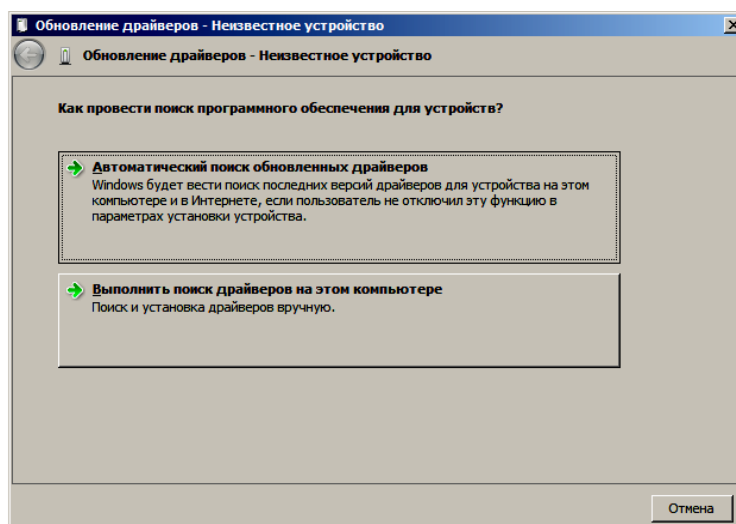 Обновление драйверов - Неизвестное устройство
Обновление драйверов - Неизвестное устройство
Как провести поиск программного обеспечения для устройств?
Автоматический поиск обновленных драйверов
Windows будет вести поиск последних версий драйверов для устройства на этом
компьютере и в Интернете, если пользователь не отключил эту функцию в
параметрах установки устройства.
Выполнить поиск драйверов на этом компьютере
Поиск и установка драйверов вручную.
Отмена